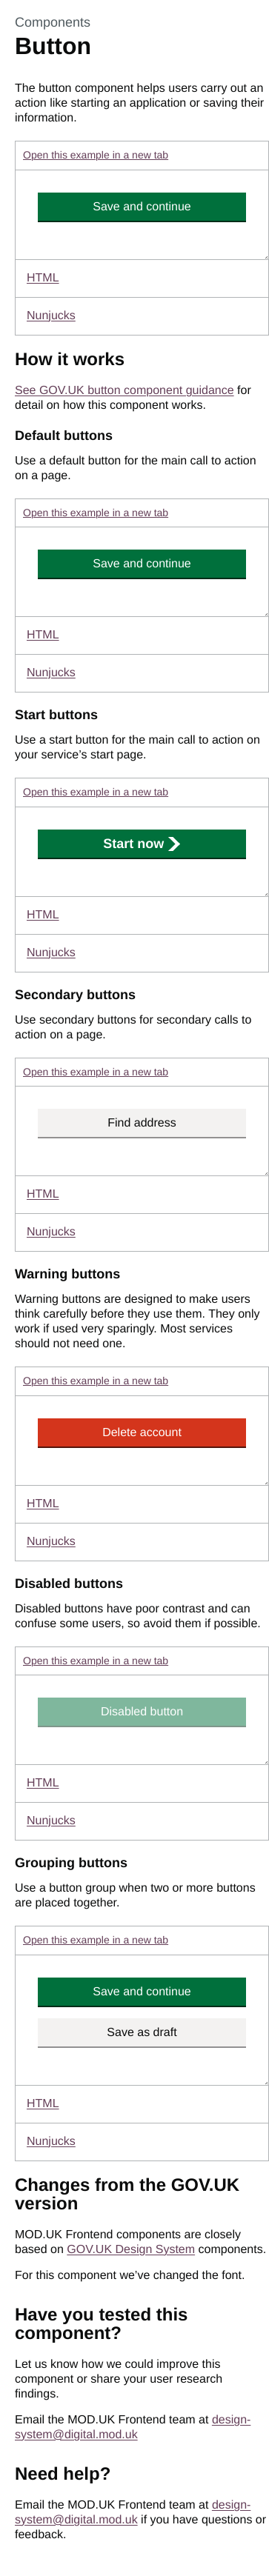 Components
Button
The button component helps users carry out an
action like starting an application or saving their
information.
Open this example in a new tab
Save and continue
HTML
Nunjucks
How it works
See GOV.UK button component guidance for
detail on how this component works.
Default buttons
Use a default button for the main call to action
on a page.
Open this example in a new tab
Save and continue
HTML
Nunjucks
Start buttons
Use a start button for the main call to action on
your service’s start page.
Open this example in a new tab
Start now
HTML
Nunjucks
Secondary buttons
Use secondary buttons for secondary calls to
action on a page.
Open this example in a new tab
Find address
HTML
Nunjucks
Warning buttons
Warning buttons are designed to make users
think carefully before they use them. They only
work if used very sparingly. Most services
should not need one.
Open this example in a new tab
Delete account
HTML
Nunjucks
Disabled buttons
Disabled buttons have poor contrast and can
confuse some users, so avoid them if possible.
Open this example in a new tab
Disabled button
HTML
Nunjucks
Grouping buttons
Use a button group when two or more buttons
are placed together.
Open this example in a new tab
Save and continue
Save as draft
HTML
Nunjucks
Changes from the GOV.UK
version
MOD.UK Frontend components are closely
based on GOV.UK Design System components.
For this component we’ve changed the font.
Have you tested this
component?
Let us know how we could improve this
component or share your user research
findings.
Email the MOD.UK Frontend team at design-
system@digital.mod.uk
Need help?
Email the MOD.UK Frontend team at design-
system@digital.mod.uk if you have questions or
feedback.